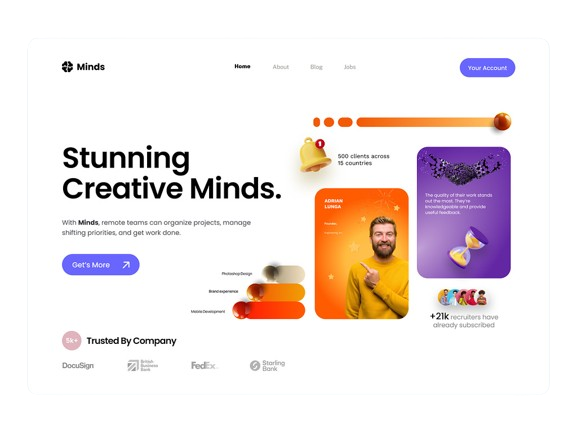 Minds
Home
About
Blog
Jobs
Your Account
500 clients across
15 countries
Stunning
Creative Minds.
The quality of their work stands
out the most. They're
knowledgeable and provide
useful feedback.
ADRIAN
LUNGA
With Minds, remote teams can organize projects, manage
shifting priorities, and get work done.
Get's More
Photoshop Design
Brand experience
Mobile Development
+21k recruiters have
already subscribed
5k+
Trusted By Company
DocuSign
British
Business
Bank
FedEx
Starling
Bank